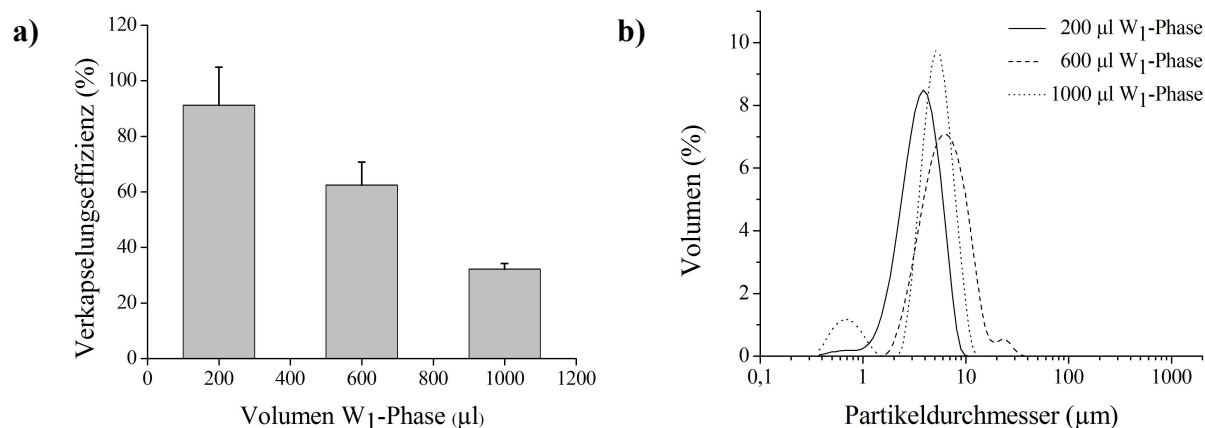 a)
Verkapselungseffizienz (%)
120
100
80
60
40
20
0
0 200 400 600 800 1000 1200
Volumen W1-Phase (µl)
b)
200 µl W1-Phase
600 µl W1-Phase
1000 µl W1-Phase
Volumen (%)
10
8
6
4
2
0
0,1 1 10 100 1000
Partikeldurchmesser (µm)